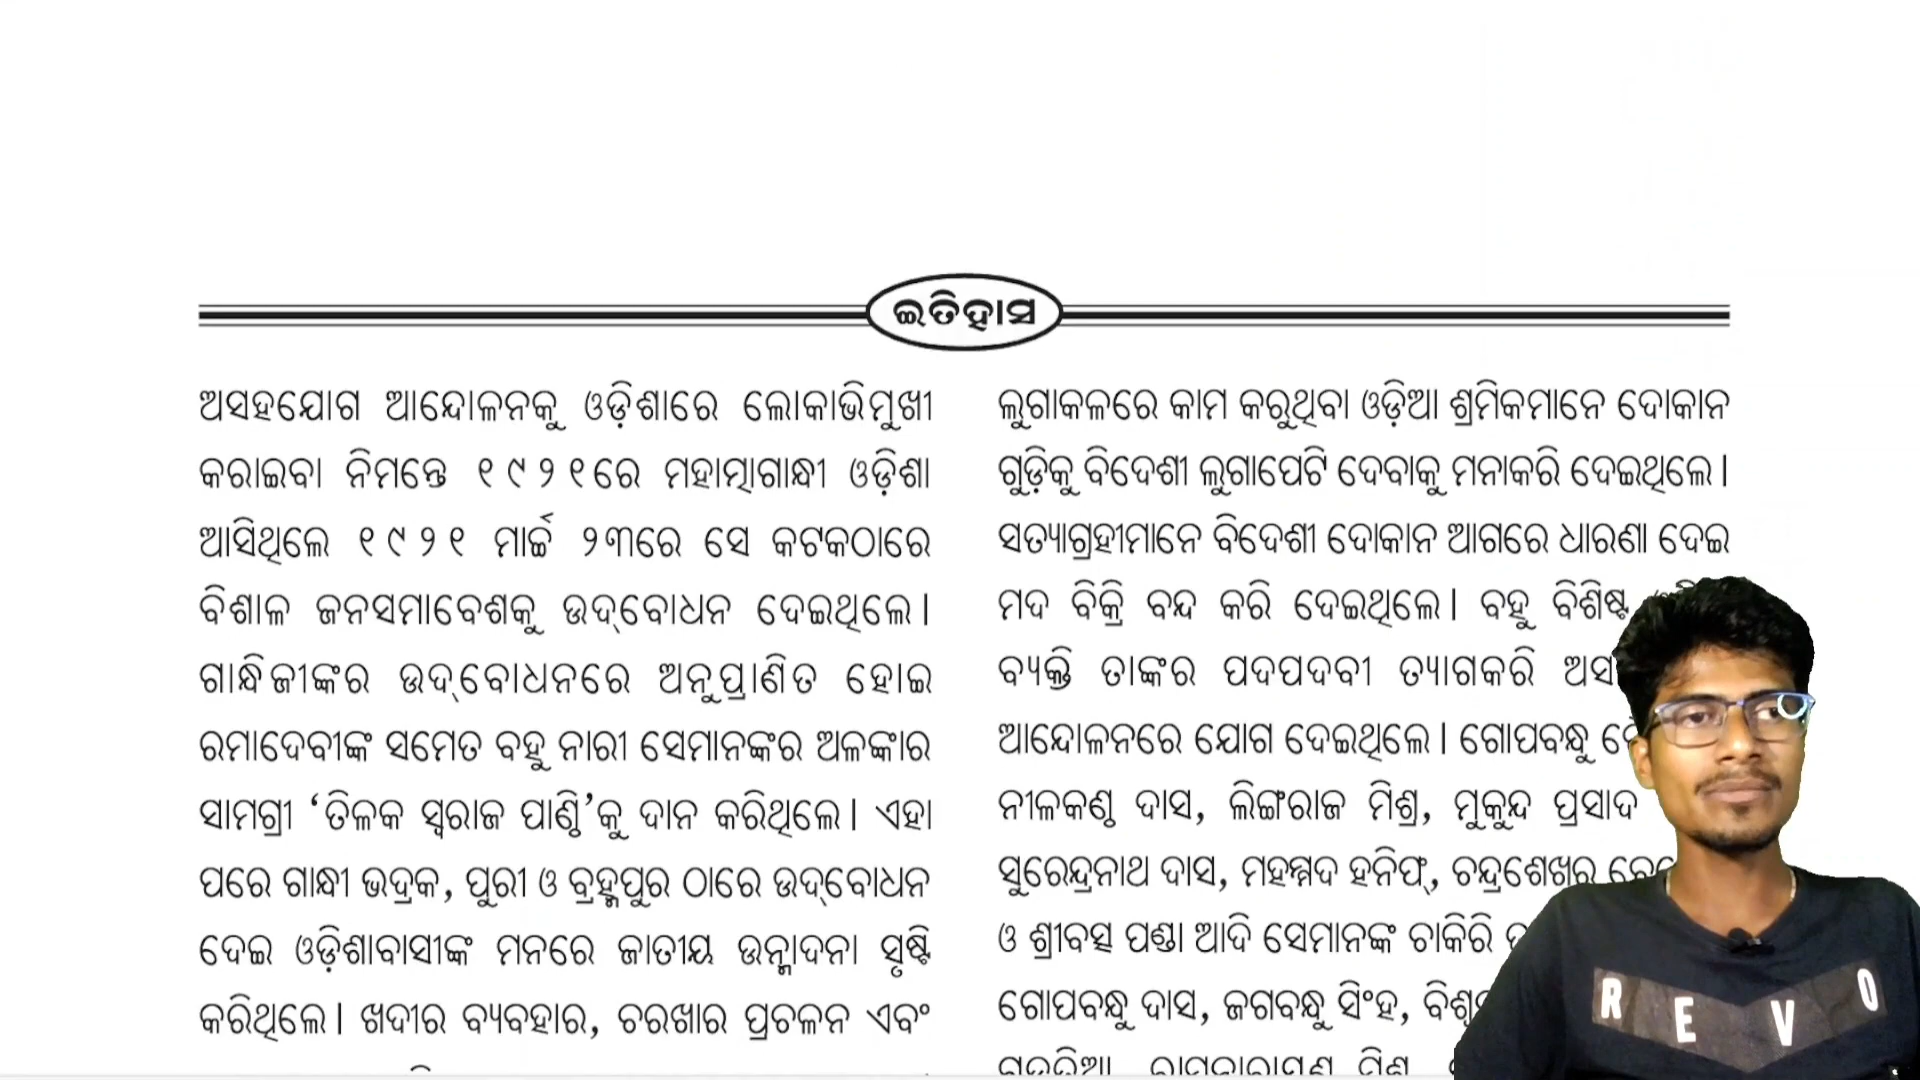 ଇତିହାସ
ଅସହଯୋଗ ଆନ୍ଦୋଳନକୁ ଓଡ଼ିଶାରେ ଲୋକାଭିମୁଖୀ
କରାଇବା ନିମନ୍ତେ ୧୯୨୧ରେ ମହାତ୍ମାଗାନ୍ଧୀ ଓଡ଼ିଶା
ଆସିଥିଲେ ୧୯୨୧ ମାର୍ଚ୍ଚ ୨୩ରେ ସେ କଟକଠାରେ
ବିଶାଳ ଜନସମାବେଶକୁ ଉଦ୍‌ବୋଧନ ଦେଇଥିଲେ।
ଗାନ୍ଧିଜୀଙ୍କର ଉଦ୍‌ବୋଧନରେ ଅନୁପ୍ରାଣିତ ହୋଇ
ରମାଦେବୀଙ୍କ ସମେତ ବହୁ ନାରୀ ସେମାନଙ୍କର ଅଳଙ୍କାର
ସାମଗ୍ରୀ ‘ତିଳକ ସ୍ୱରାଜ ପାଣ୍ଠି’କୁ ଦାନ କରିଥିଲେ। ଏହା
ପରେ ଗାନ୍ଧୀ ଭଦ୍ରକ, ପୁରୀ ଓ ବ୍ରହ୍ମପୁର ଠାରେ ଉଦ୍‌ବୋଧନ
ଦେଇ ଓଡ଼ିଶାବାସୀଙ୍କ ମନରେ ଜାତୀୟ ଉନ୍ମାଦନା ସୃଷ୍ଟି
କରିଥିଲେ। ଖଦୀର ବ୍ୟବହାର, ଚରଖାର ପ୍ରଚଳନ ଏବଂ
ଲୁଗାକଳରେ କାମ କରୁଥିବା ଓଡ଼ିଆ ଶ୍ରମିକମାନେ ଦୋକାନ
ଗୁଡ଼ିକୁ ବିଦେଶୀ ଲୁଗାପେଟି ଦେବାକୁ ମନାକରି ଦେଇଥିଲେ।
ସତ୍ୟାଗ୍ରହୀମାନେ ବିଦେଶୀ ଦୋକାନ ଆଗରେ ଧାରଣା ଦେଇ
ମଦ ବିକ୍ରି ବନ୍ଦ କରି ଦେଇଥିଲେ। ବହୁ ବିଶିଷ୍ଟ
ବ୍ୟକ୍ତି ତାଙ୍କର ପଦପଦବୀ ତ୍ୟାଗକରି
ଆନ୍ଦୋଳନରେ ଯୋଗ ଦେଇଥିଲେ। ଗୋପବନ୍ଧୁ
ନୀଳକଣ୍ଠ ଦାସ, ଲିଙ୍ଗରାଜ ମିଶ୍ର, ମୁକୁନ୍ଦ ପ୍ରସାଦ
ସୁରେନ୍ଦ୍ରନାଥ ଦାସ, ମହମ୍ମଦ ହନିଫ୍, ଚନ୍ଦ୍ରଶେଖର
ଓ ଶ୍ରୀବତ୍ସ ପଣ୍ଡା ଆଦି ସେମାନଙ୍କ ଚାକିରି
ଗୋପବନ୍ଧୁ ଦାସ, ଜଗବନ୍ଧୁ ସିଂହ,
REVO